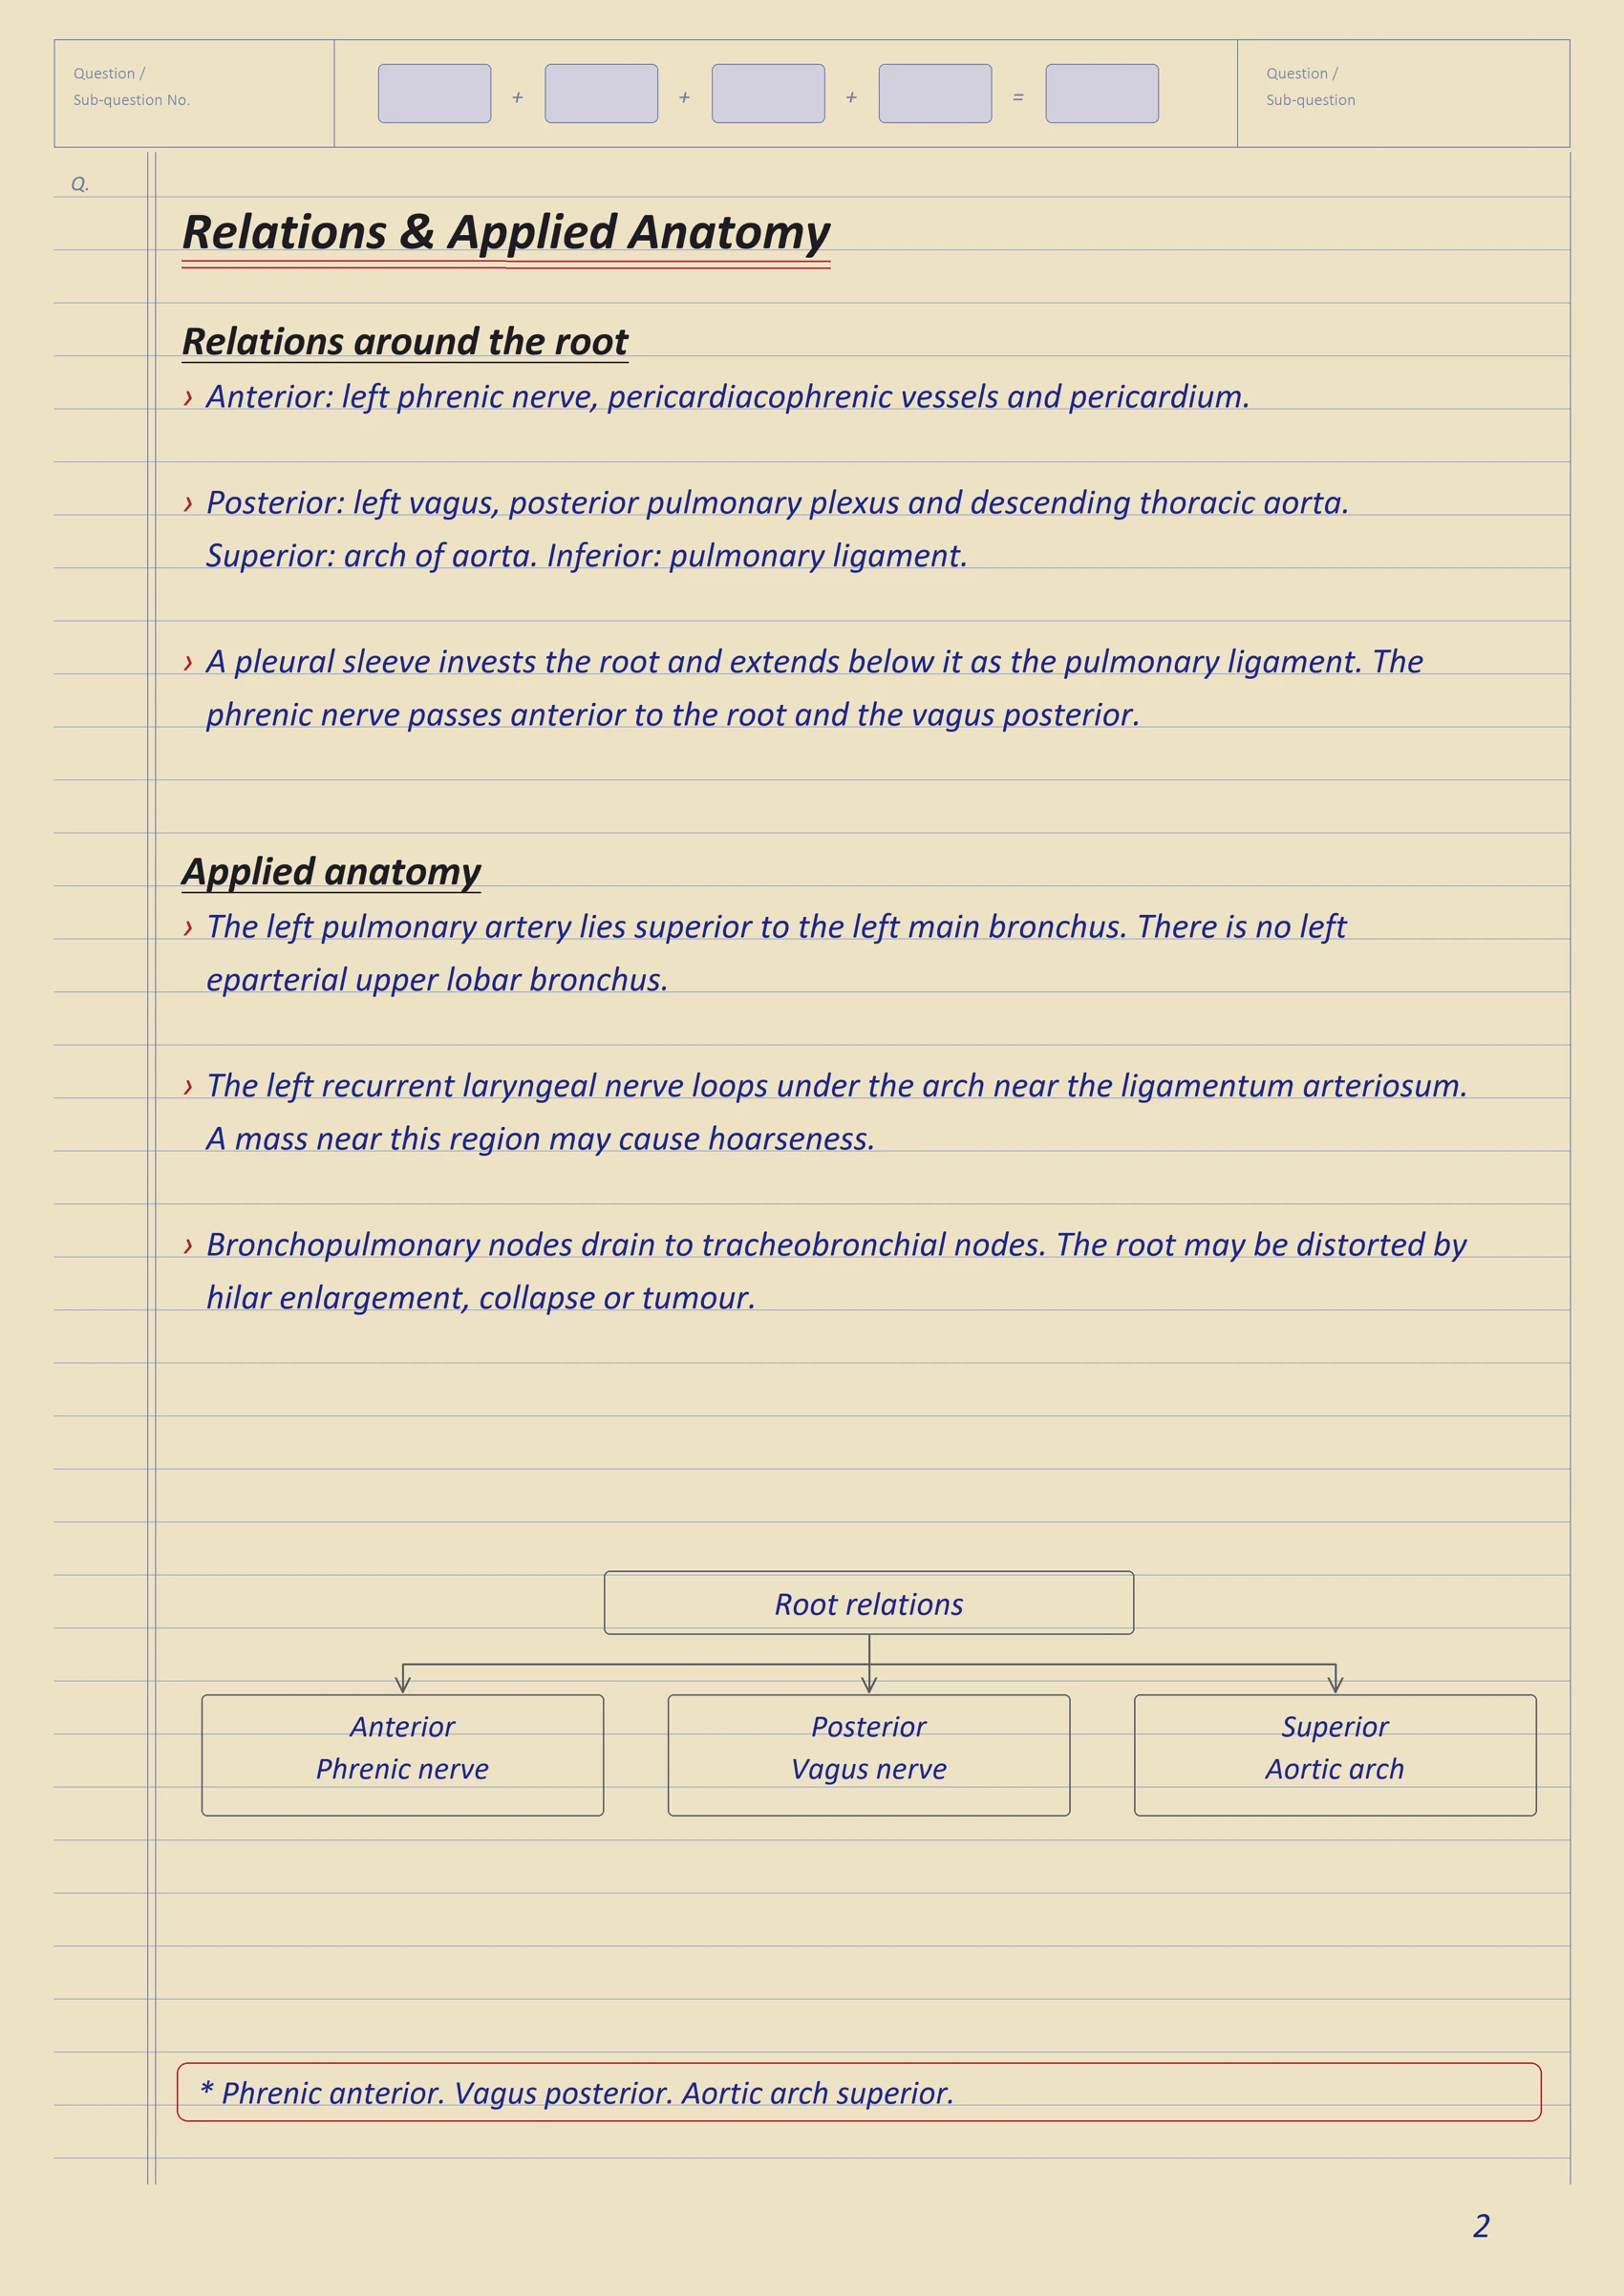 Question /
Sub-question No.
+ + + =
Question /
Sub-question
Q.
Relations & Applied Anatomy
Relations around the root
› Anterior: left phrenic nerve, pericardiacophrenic vessels and pericardium.
› Posterior: left vagus, posterior pulmonary plexus and descending thoracic aorta.
Superior: arch of aorta. Inferior: pulmonary ligament.
› A pleural sleeve invests the root and extends below it as the pulmonary ligament. The
phrenic nerve passes anterior to the root and the vagus posterior.
Applied anatomy
› The left pulmonary artery lies superior to the left main bronchus. There is no left
eparterial upper lobar bronchus.
› The left recurrent laryngeal nerve loops under the arch near the ligamentum arteriosum.
A mass near this region may cause hoarseness.
› Bronchopulmonary nodes drain to tracheobronchial nodes. The root may be distorted by
hilar enlargement, collapse or tumour.
Root relations
Anterior
Phrenic nerve
Posterior
Vagus nerve
Superior
Aortic arch
* Phrenic anterior. Vagus posterior. Aortic arch superior.
2